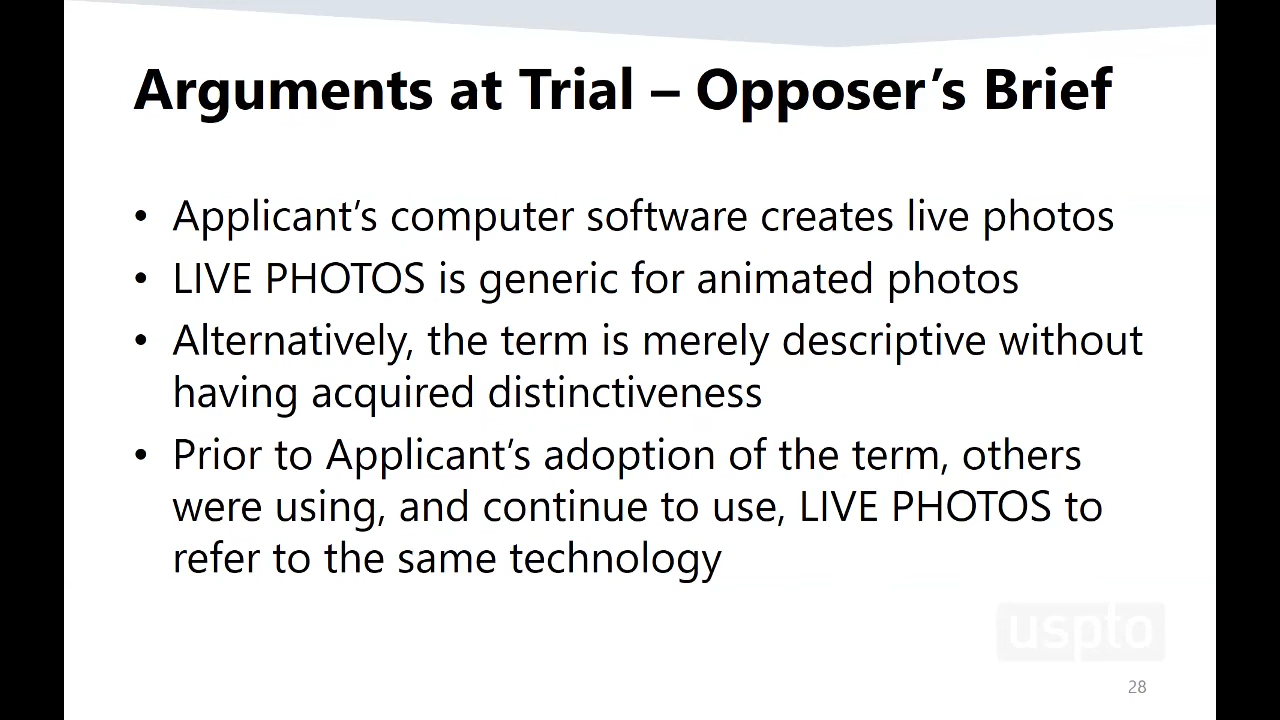 Arguments at Trial – Opposer’s Brief
• Applicant’s computer software creates live photos
• LIVE PHOTOS is generic for animated photos
• Alternatively, the term is merely descriptive without
having acquired distinctiveness
• Prior to Applicant’s adoption of the term, others
were using, and continue to use, LIVE PHOTOS to
refer to the same technology
uspto
28